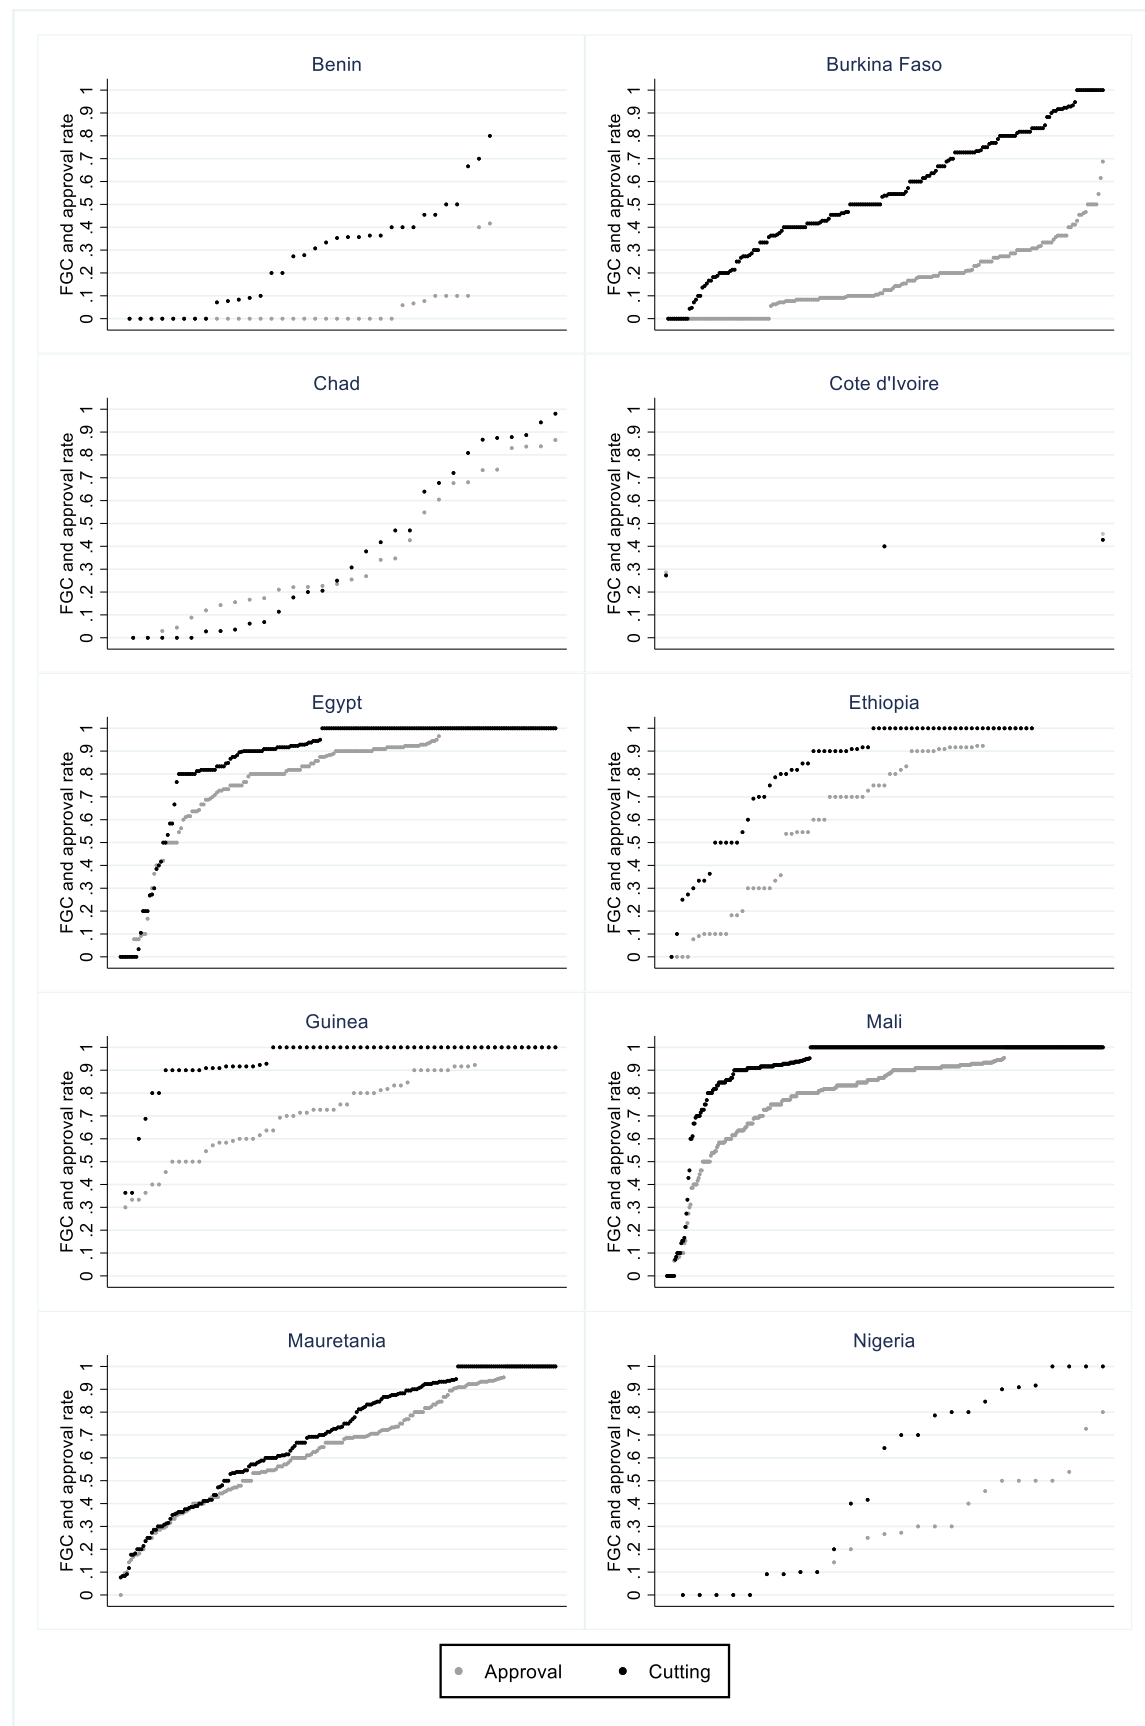 Benin
FGC and approval rate
0 .1 .2 .3 .4 .5 .6 .7 .8 .9 1
Burkina Faso
FGC and approval rate
0 .1 .2 .3 .4 .5 .6 .7 .8 .9 1
Chad
FGC and approval rate
0 .1 .2 .3 .4 .5 .6 .7 .8 .9 1
Cote d'Ivoire
FGC and approval rate
0 .1 .2 .3 .4 .5 .6 .7 .8 .9 1
Egypt
FGC and approval rate
0 .1 .2 .3 .4 .5 .6 .7 .8 .9 1
Ethiopia
FGC and approval rate
0 .1 .2 .3 .4 .5 .6 .7 .8 .9 1
Guinea
FGC and approval rate
0 .1 .2 .3 .4 .5 .6 .7 .8 .9 1
Mali
FGC and approval rate
0 .1 .2 .3 .4 .5 .6 .7 .8 .9 1
Mauretania
FGC and approval rate
0 .1 .2 .3 .4 .5 .6 .7 .8 .9 1
Nigeria
FGC and approval rate
0 .1 .2 .3 .4 .5 .6 .7 .8 .9 1
Approval Cutting